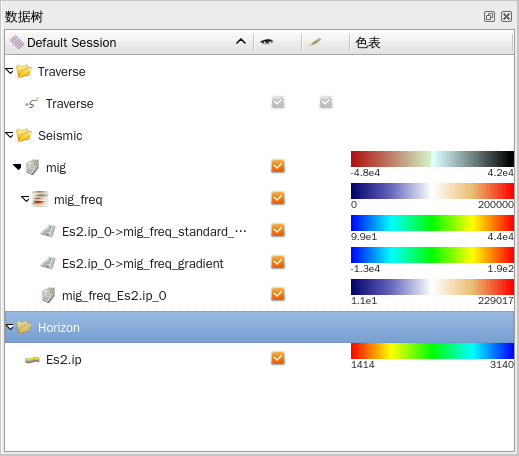 数据树
Default Session 色表
Traverse
Traverse
Seismic
mig -4.8e4 4.2e4
mig_freq 0 200000
Es2.ip_0->mig_freq_standard_··· 9.9e1 4.4e4
Es2.ip_0->mig_freq_gradient -1.3e4 1.9e2
mig_freq_Es2.ip_0 1.1e1 229017
Horizon
Es2.ip 1414 3140